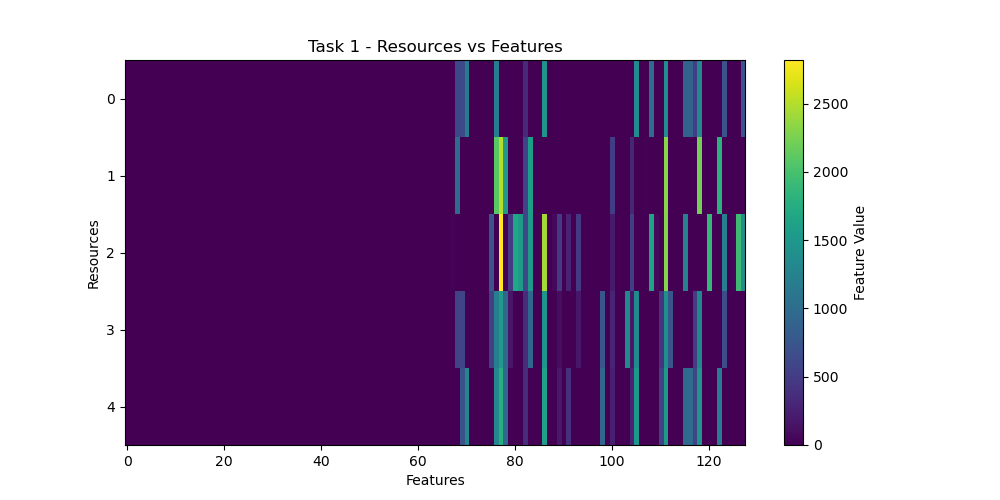 Task 1 - Resources vs Features
Resources
0
1
2
3
4
0 20 40 60 80 100 120
Features
2500
2000
1500
1000
500
0
Feature Value